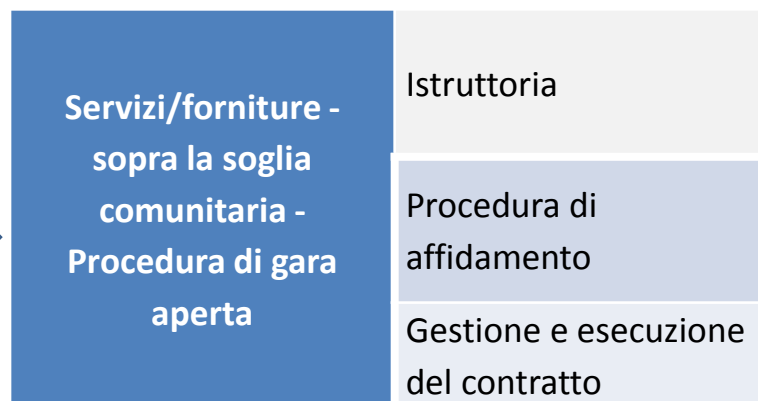 Servizi/forniture -
sopra la soglia
comunitaria -
Procedura di gara
aperta
Istruttoria
Procedura di
affidamento
Gestione e esecuzione
del contratto